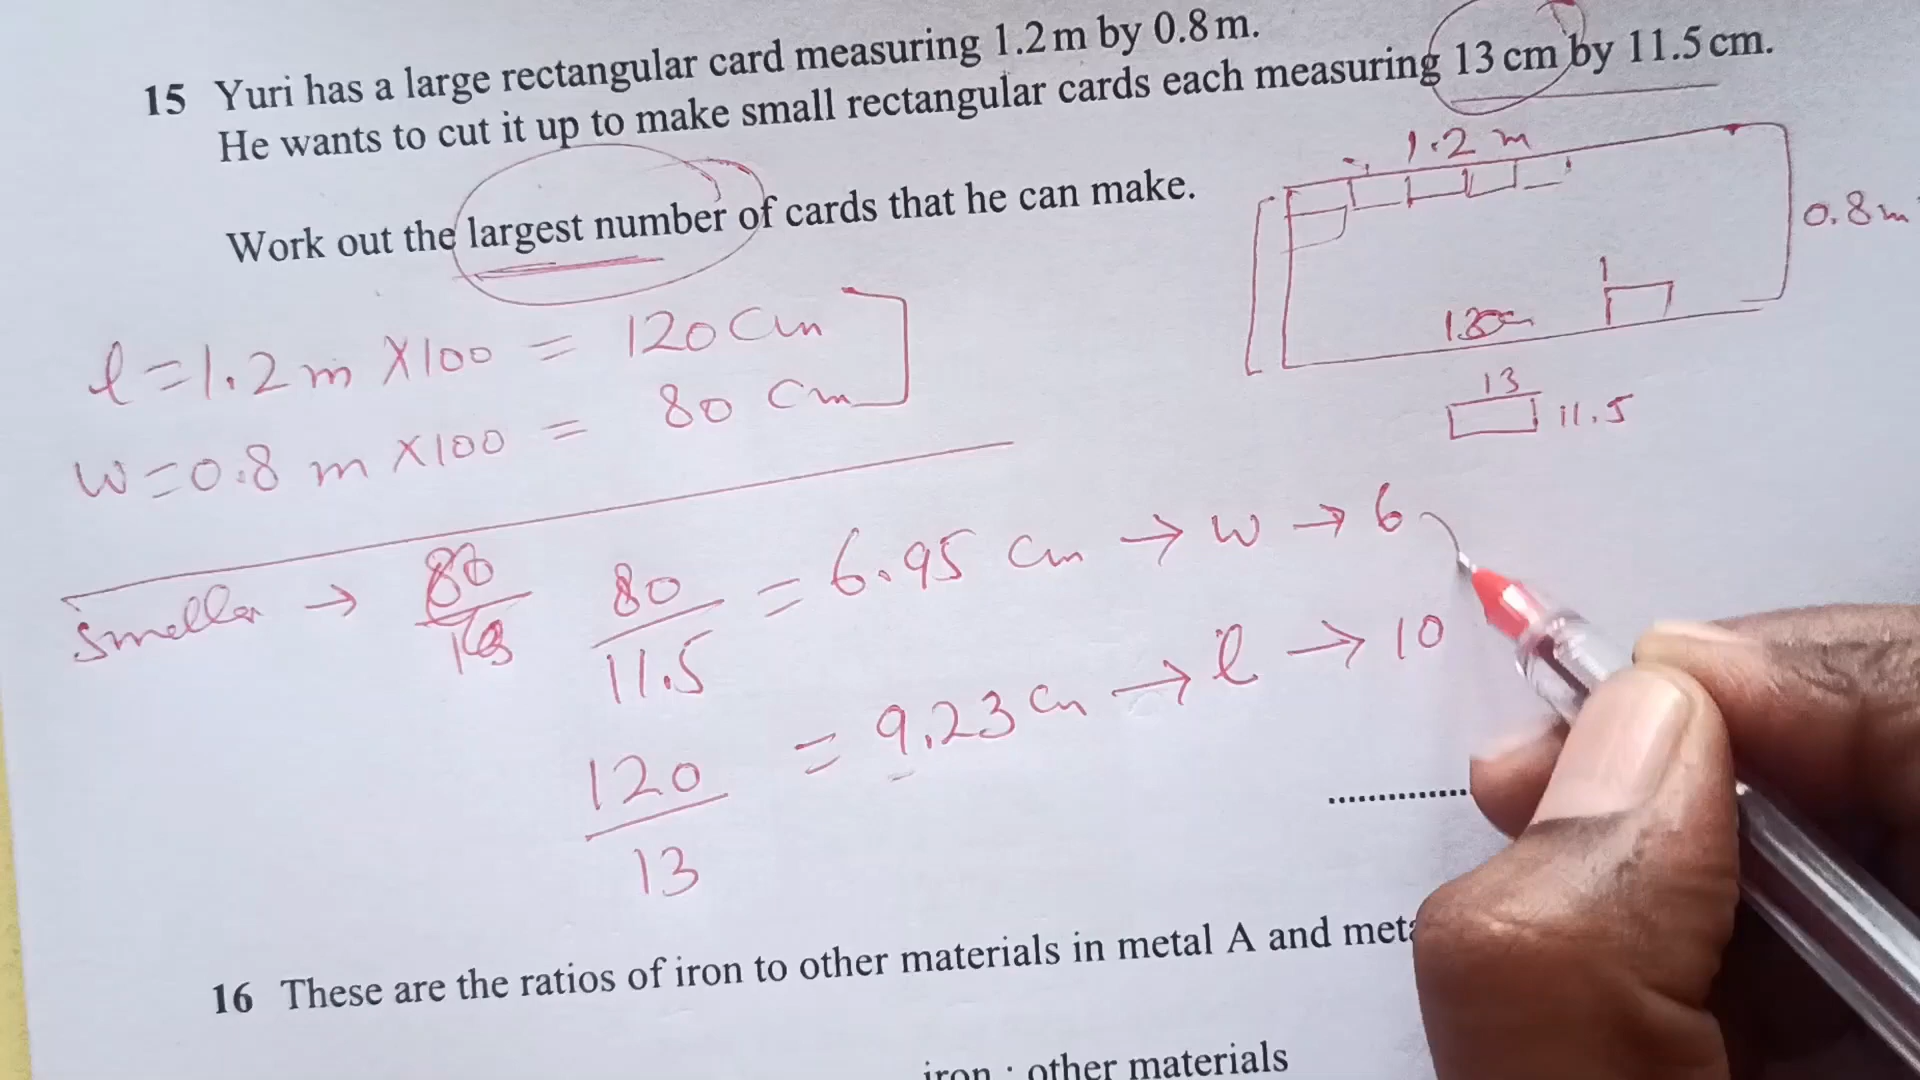 15 Yuri has a large rectangular card measuring 1.2 m by 0.8 m.
He wants to cut it up to make small rectangular cards each measuring 13 cm by 11.5 cm.
Work out the largest number of cards that he can make.
1.2 m
0.8 m
13
11.5
l = 1.2 m × 100 = 120 cm
w = 0.8 m × 100 = 80 cm
smaller → 80
80 / 11.5 = 6.95 cm → w → 6
120 / 13 = 9.23 cm → l → 10
16 These are the ratios of iron to other materials in metal A and
iron : other materials